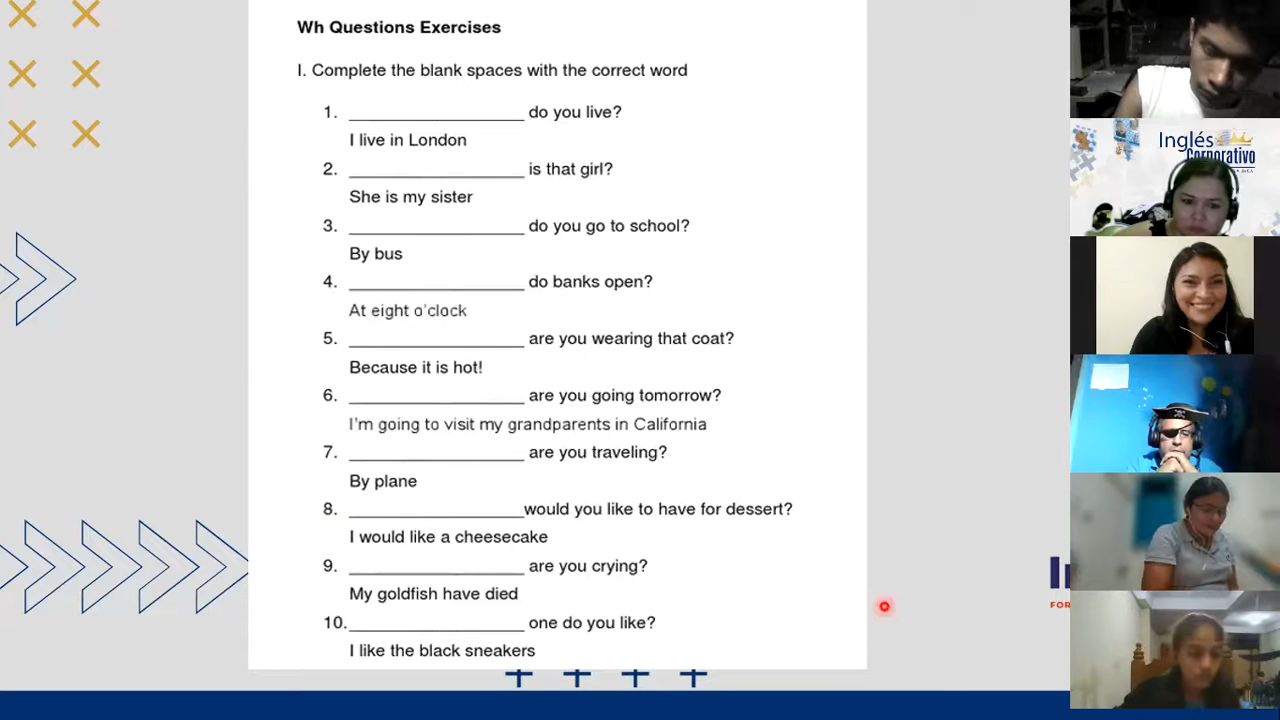 Wh Questions Exercises
I. Complete the blank spaces with the correct word
1. ____________________ do you live?
I live in London
2. ____________________ is that girl?
She is my sister
3. ____________________ do you go to school?
By bus
4. ____________________ do banks open?
At eight o'clock
5. ____________________ are you wearing that coat?
Because it is hot!
6. ____________________ are you going tomorrow?
I'm going to visit my grandparents in California
7. ____________________ are you traveling?
By plane
8. ____________________would you like to have for dessert?
I would like a cheesecake
9. ____________________ are you crying?
My goldfish have died
10.____________________ one do you like?
I like the black sneakers
Inglés
Corporativo
FOR